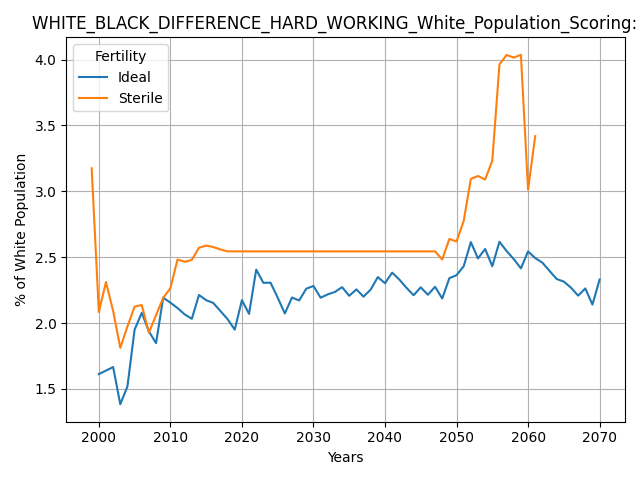 WHITE_BLACK_DIFFERENCE_HARD_WORKING_White_Population_Scoring:
Fertility
Ideal
Sterile
4.0
3.5
3.0
2.5
2.0
1.5
% of White Population
2000 2010 2020 2030 2040 2050 2060 2070
Years